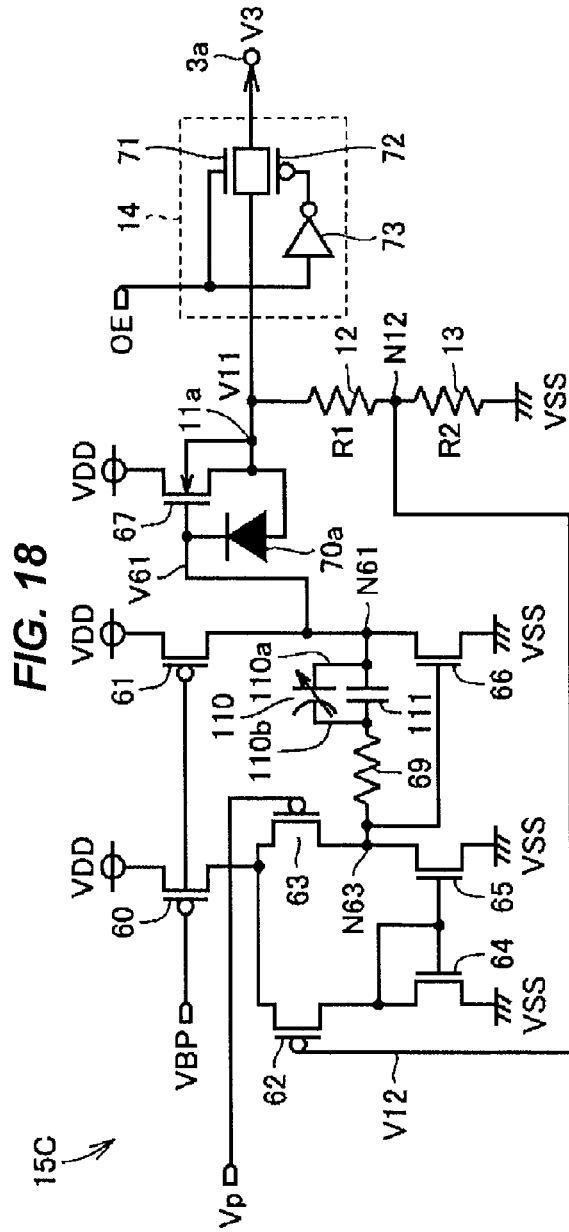 FIG. 18
15C
VDD
VDD
VDD
OE
14
71
3a
V3
60
61
67
11a
V11
72
73
VBP
V61
70a
12
R1
N12
13
R2
VSS
Vp
62
63
110
110a
110b
111
N61
69
N63
66
VSS
64
65
VSS
VSS
V12